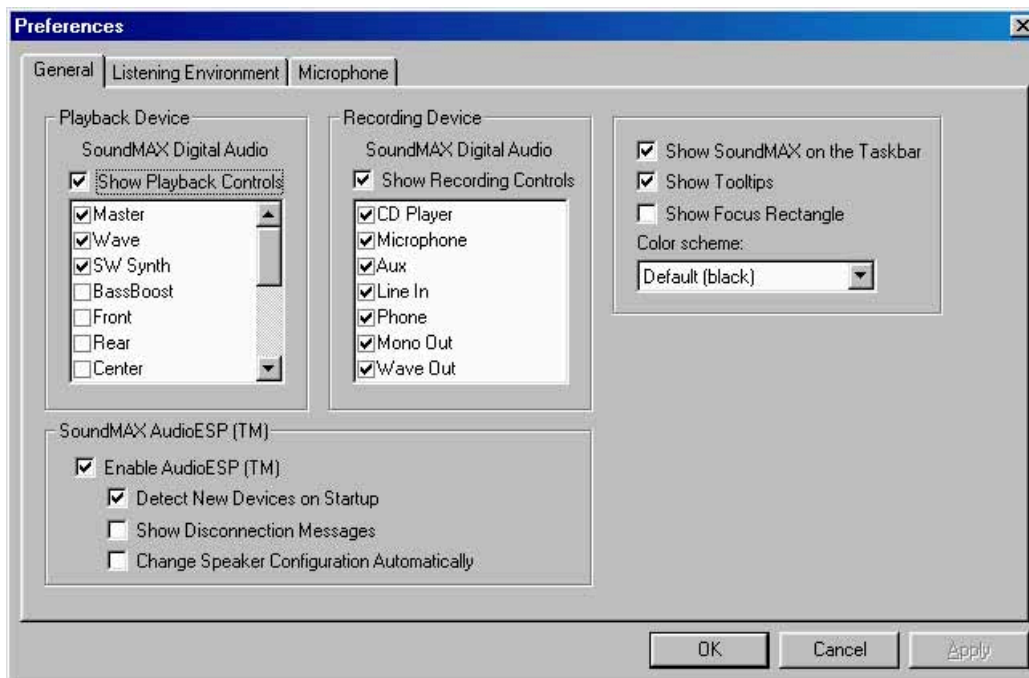 Preferences
General
Listening Environment
Microphone
Playback Device
SoundMAX Digital Audio
Show Playback Controls
Master
Wave
SW Synth
BassBoost
Front
Rear
Center
Recording Device
SoundMAX Digital Audio
Show Recording Controls
CD Player
Microphone
Aux
Line In
Phone
Mono Out
Wave Out
Show SoundMAX on the Taskbar
Show Tooltips
Show Focus Rectangle
Color scheme:
Default (black)
SoundMAX AudioESP (TM)
Enable AudioESP (TM)
Detect New Devices on Startup
Show Disconnection Messages
Change Speaker Configuration Automatically
OK
Cancel
Apply